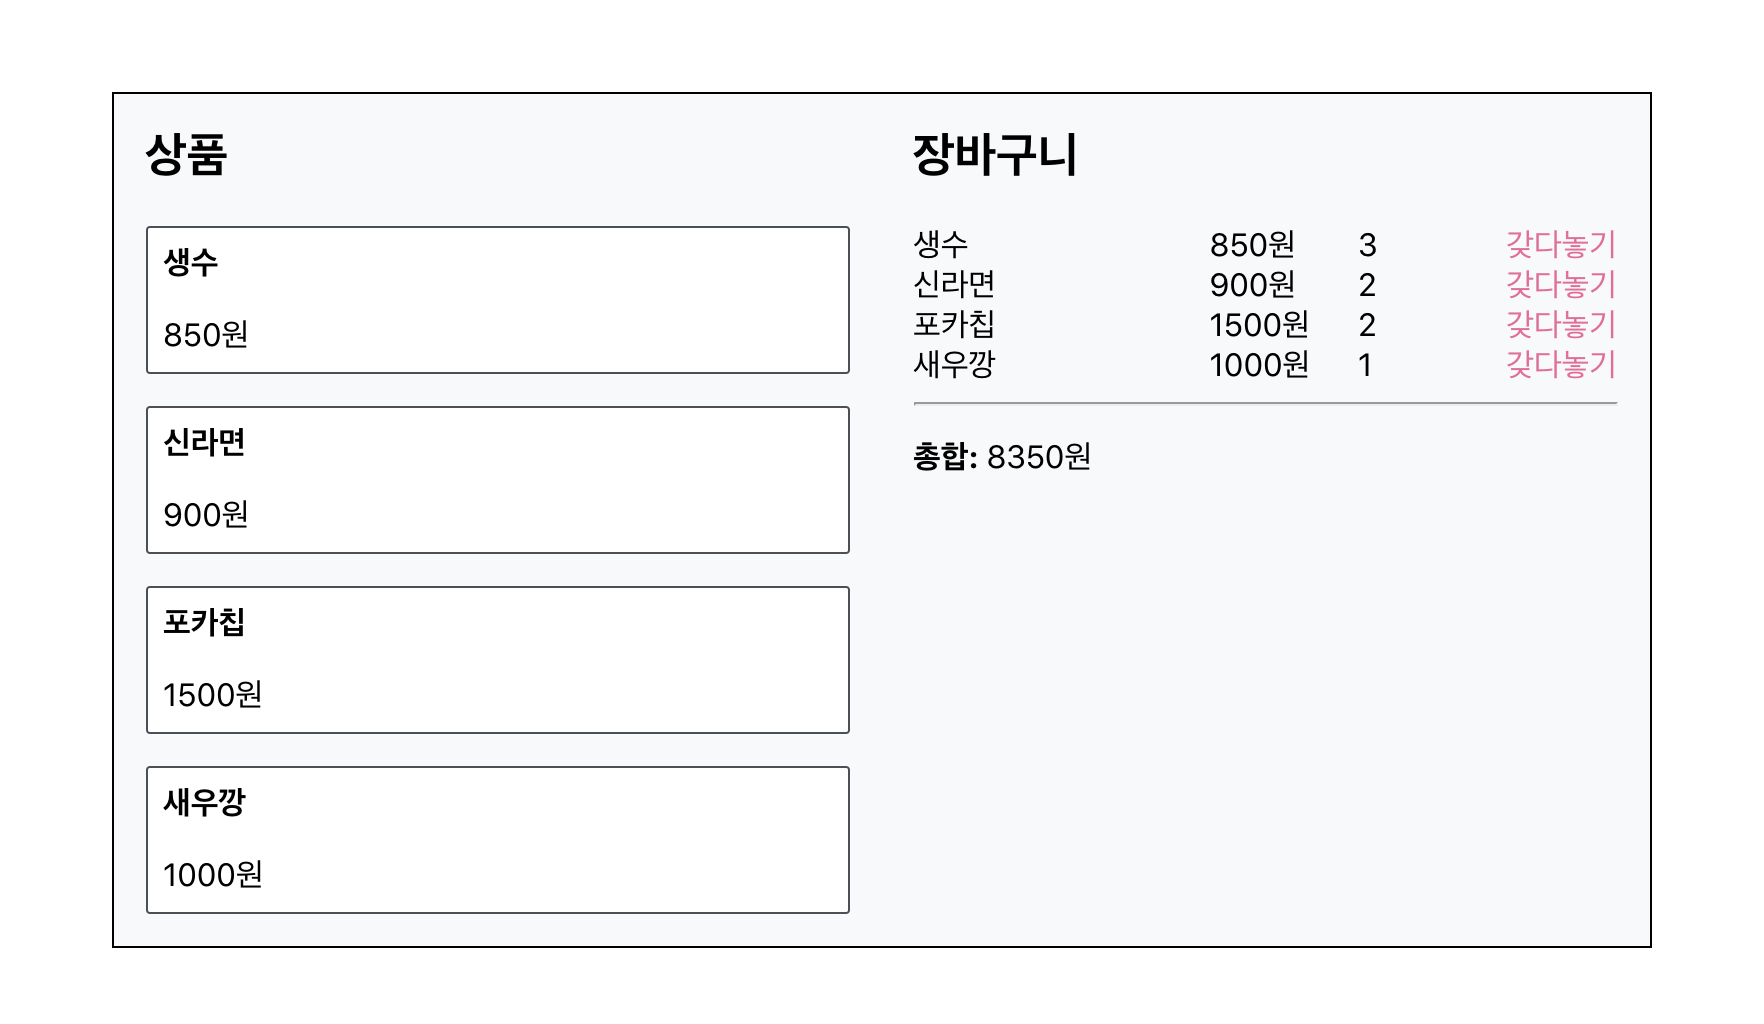 상품
생수
850원
신라면
900원
포카칩
1500원
새우깡
1000원
장바구니
생수 850원 3 갖다놓기
신라면 900원 2 갖다놓기
포카칩 1500원 2 갖다놓기
새우깡 1000원 1 갖다놓기
총합: 8350원